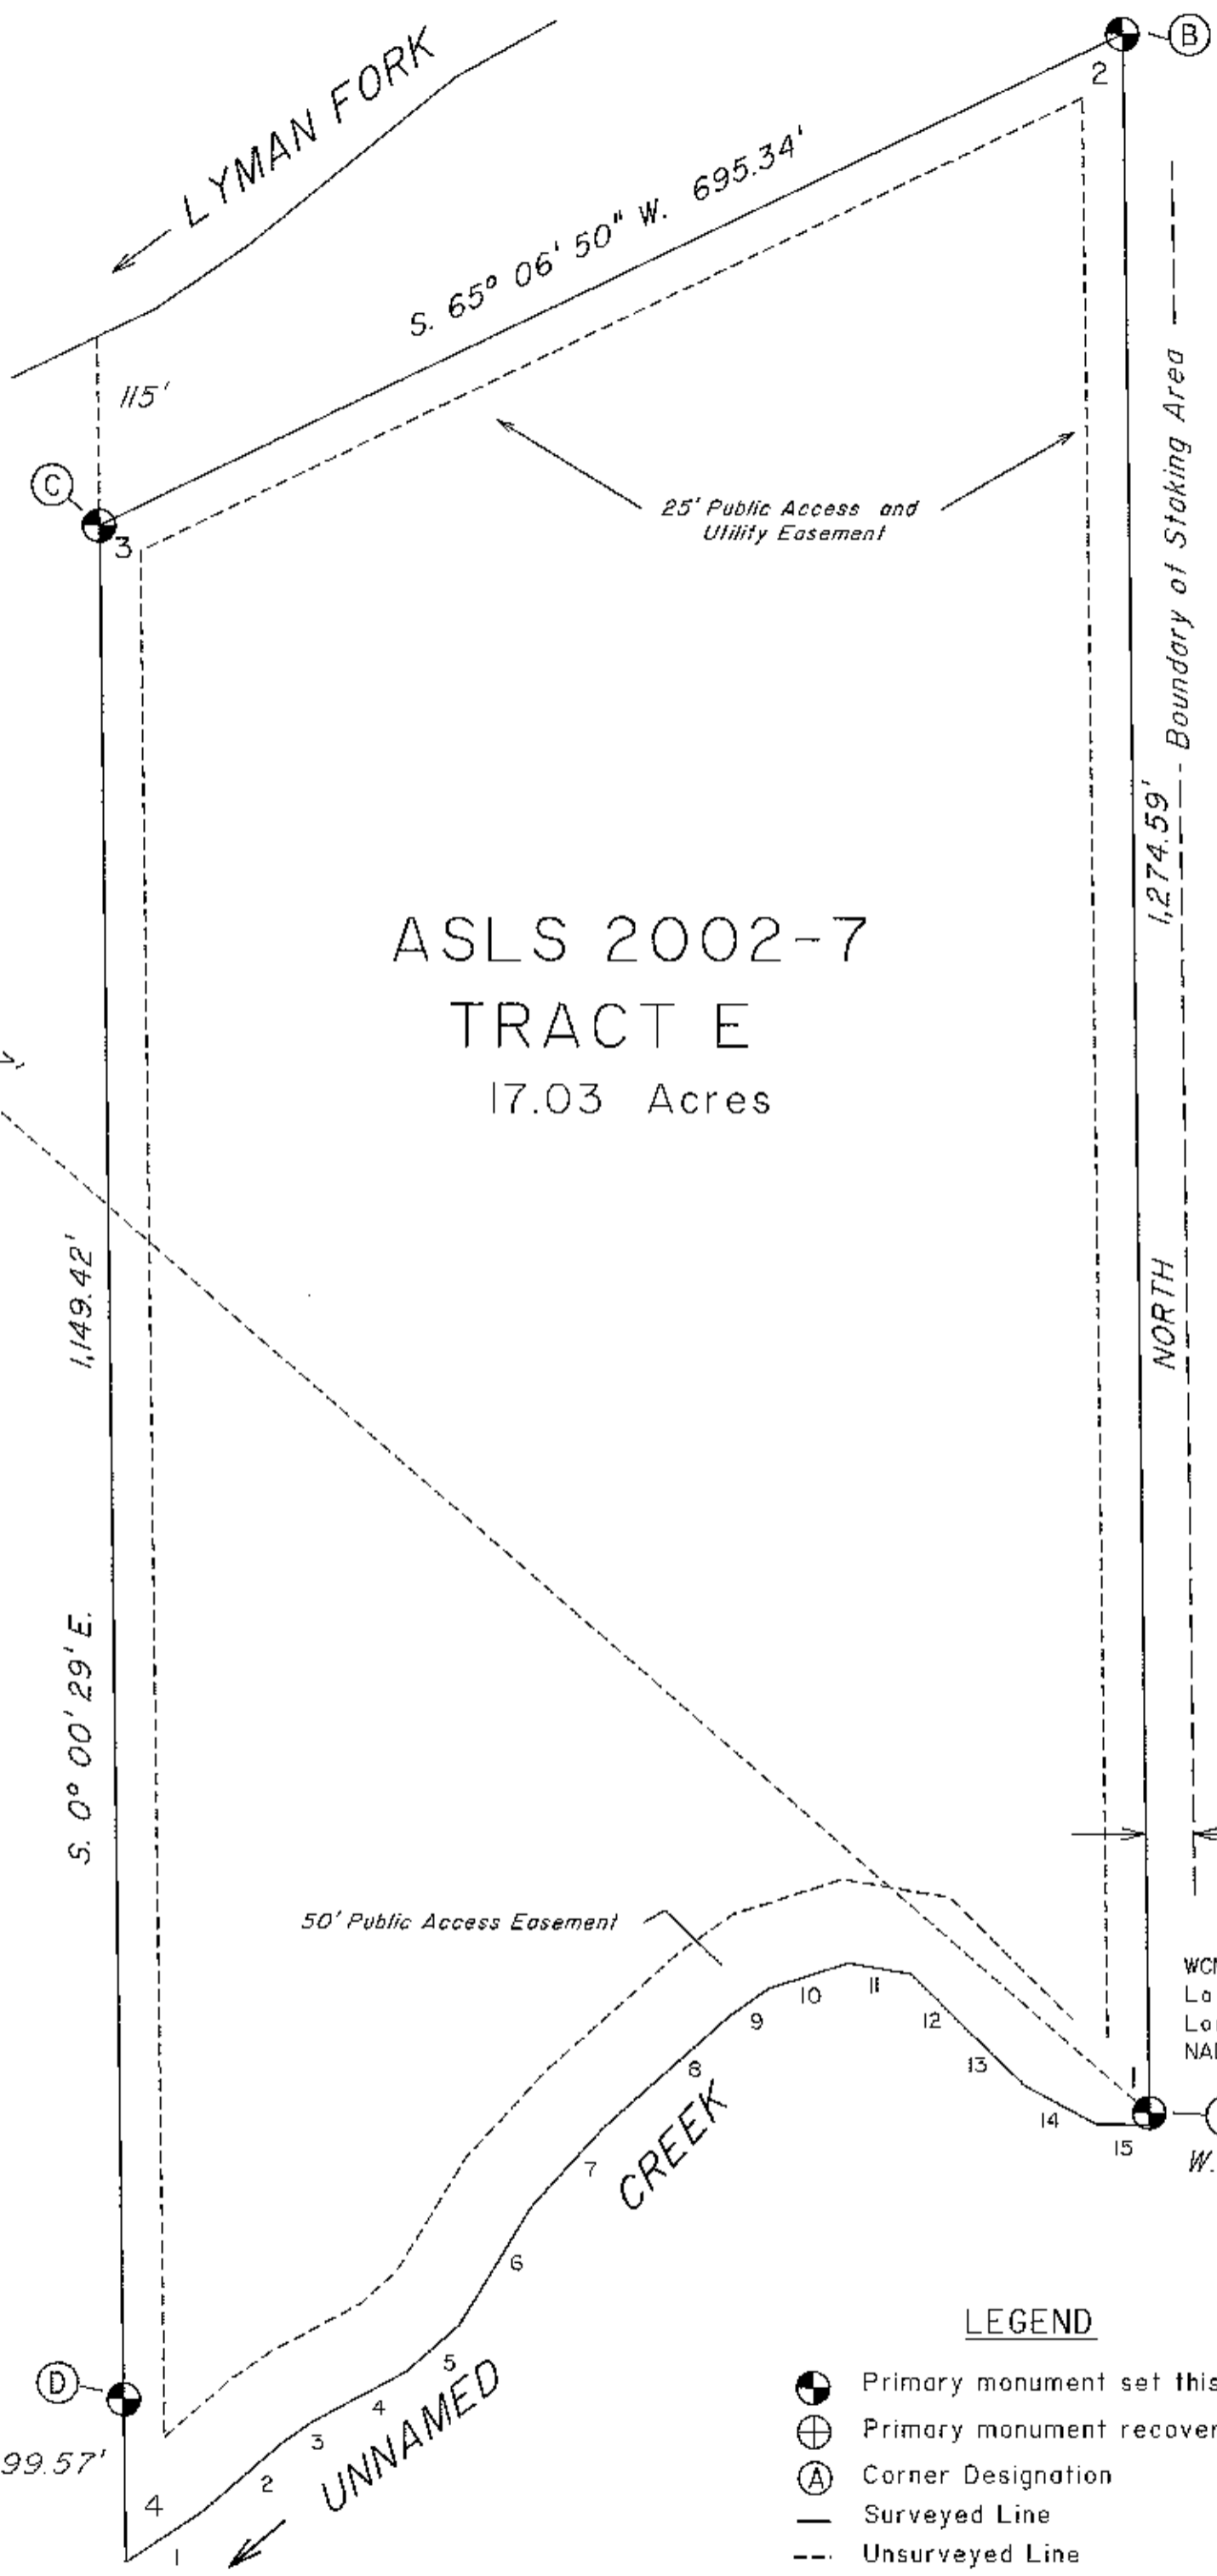 B
2
LYMAN FORK
S. 65° 06' 50" W. 695.34'
115'
C
3
25' Public Access and
Utility Easement
Boundary of Staking Area
1,274.59'
ASLS 2002-7
TRACT E
17.03 Acres
1,149.42'
NORTH
S. 0° 00' 29' E.
50' Public Access Easement
10
11
9
12
8
13
1
14
15
W.
7
CREEK
6
5
4
3
2
1
UNNAMED
D
99.57'
4
LEGEND
Primary monument set this
Primary monument recover
A Corner Designation
Surveyed Line
Unsurveyed Line